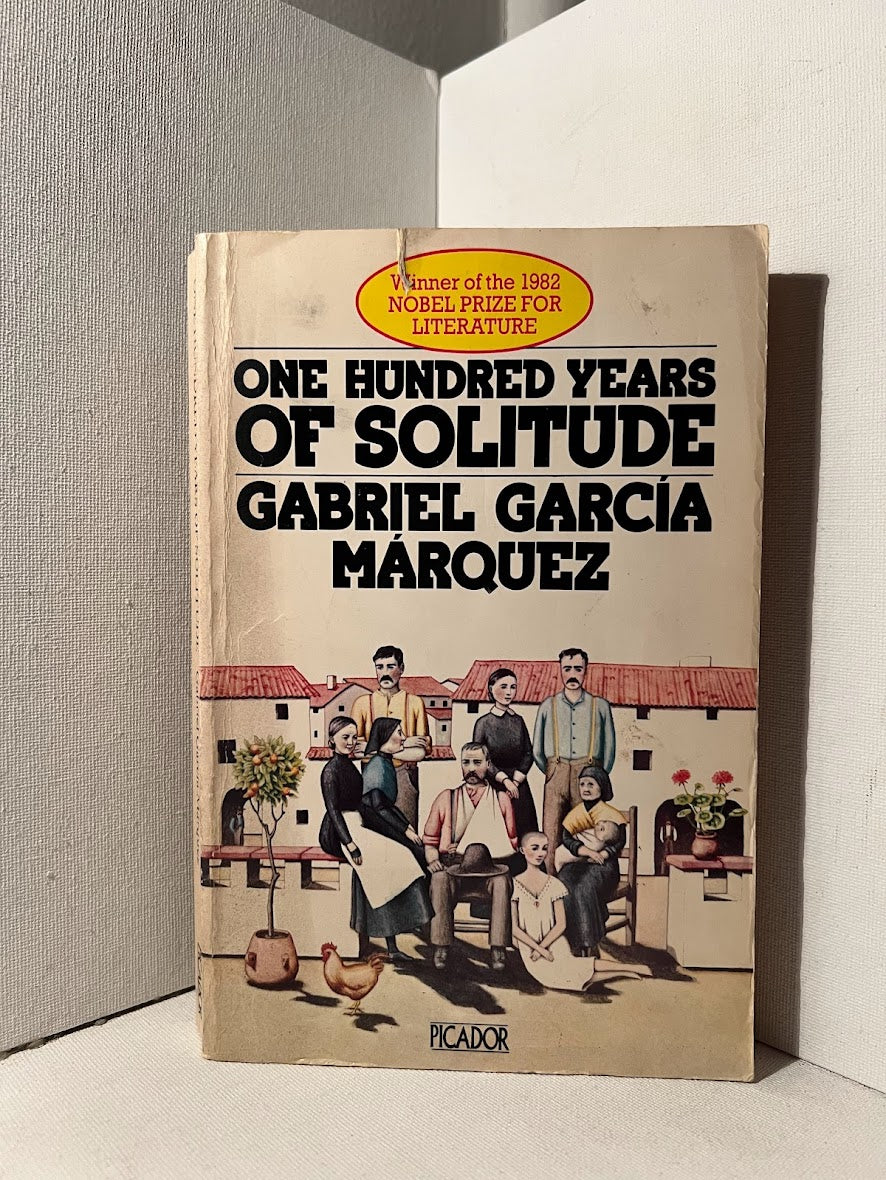 Winner of the 1982
NOBEL PRIZE FOR
LITERATURE
ONE HUNDRED YEARS
OF SOLITUDE
GABRIEL GARCÍA
MÁRQUEZ
PICADOR